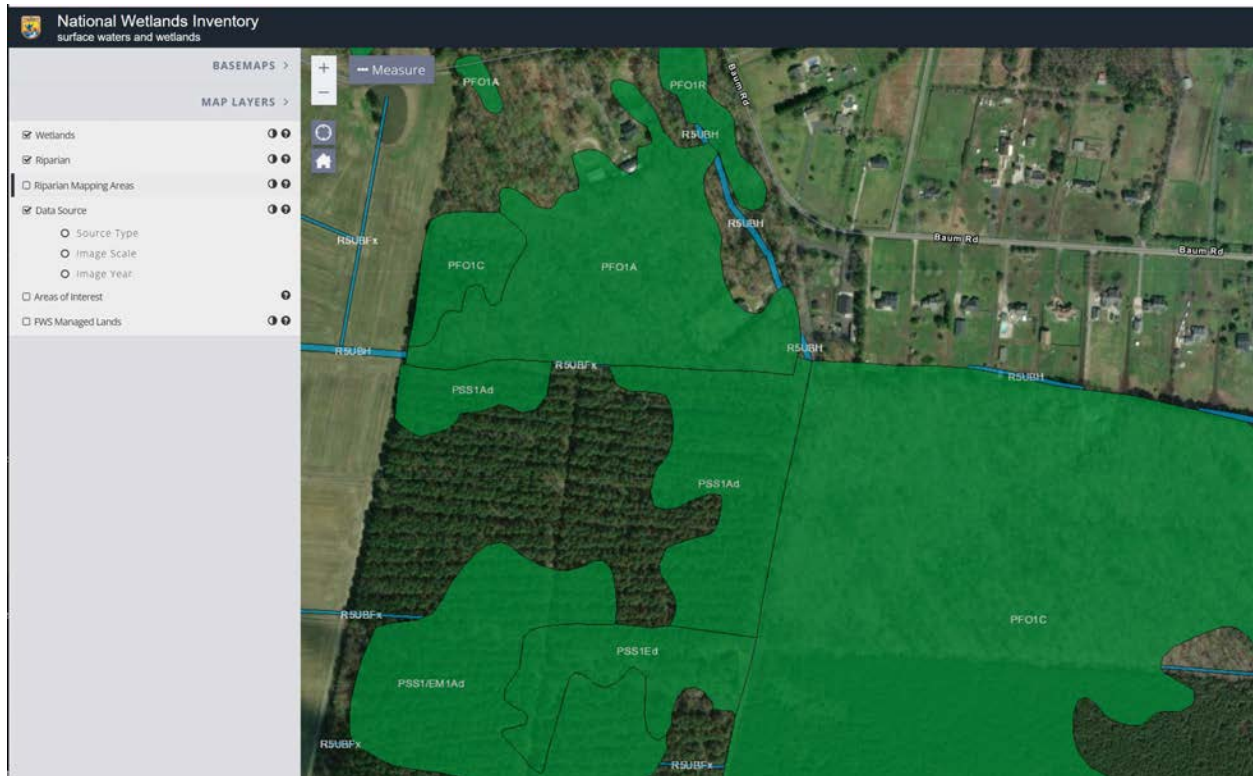 National Wetlands Inventory
surface waters and wetlands
BASEMAPS >
MAP LAYERS >
Wetlands
Riparian
Riparian Mapping Areas
Data Source
Source Type
Image Scale
Image Year
Areas of Interest
FWS Managed Lands
+
Measure
−
PFO1A
PFO1R
Baum Rd
R5UBH
R5UBH
R5UBFx
Baum Rd
Baum Rd
PFO1C
PFO1A
R5UBH
R5UBH
R5UBFx
R5UBH
PSS1Ad
PSS1Ad
R5UBFx
PFO1C
PSS1Ed
PSS1/EM1Ad
R5UBFx
R5UBFx